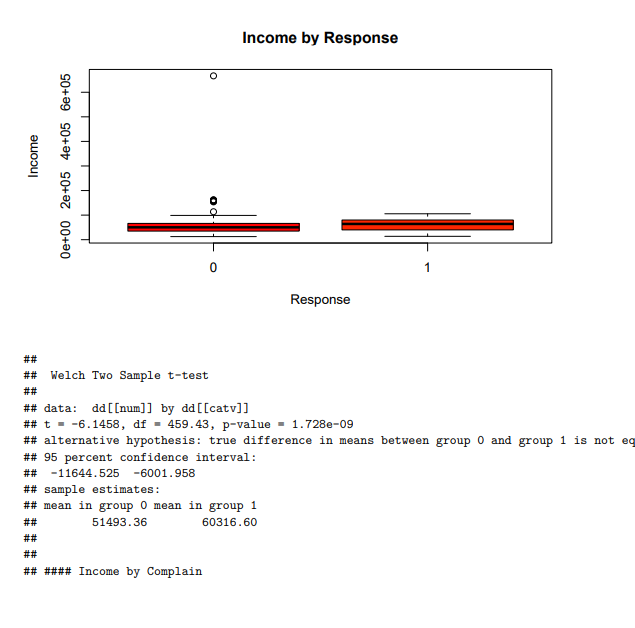 Income by Response
6e+05
4e+05
2e+05
0e+00
Income
0
1
Response
##
##  Welch Two Sample t-test
##
## data:  dd[[num]] by dd[[catv]]
## t = -6.1458, df = 459.43, p-value = 1.728e-09
## alternative hypothesis: true difference in means between group 0 and group 1 is not eq
## 95 percent confidence interval:
##  -11644.525  -6001.958
## sample estimates:
## mean in group 0 mean in group 1
##        51493.36        60316.60
##
##
## #### Income by Complain